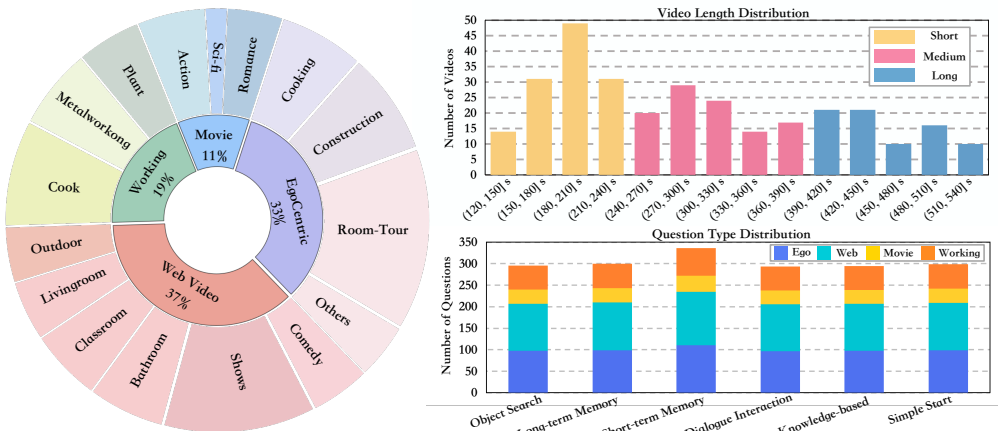 Action
Sci-fi
Romance
Cooking
Construction
Room-Tour
Others
Comedy
Shows
Bathroom
Classroom
Livingroom
Outdoor
Cook
Metalworkong
Plant
Movie
11%
EgoCentric
33%
Web Video
37%
Working
19%
Video Length Distribution
Number of Videos
50
45
40
35
30
25
20
15
10
5
0
Short
Medium
Long
(120, 150] s
(150, 180] s
(180, 210] s
(210, 240] s
(240, 270] s
(270, 300] s
(300, 330] s
(330, 360] s
(360, 390] s
(390, 420] s
(420, 450] s
(450, 480] s
(480, 510] s
(510, 540] s
Question Type Distribution
Number of Questions
350
300
250
200
150
100
50
0
Ego
Web
Movie
Working
Object Search
Long-term Memory
Short-term Memory
Dialogue Interaction
Knowledge-based
Simple Start